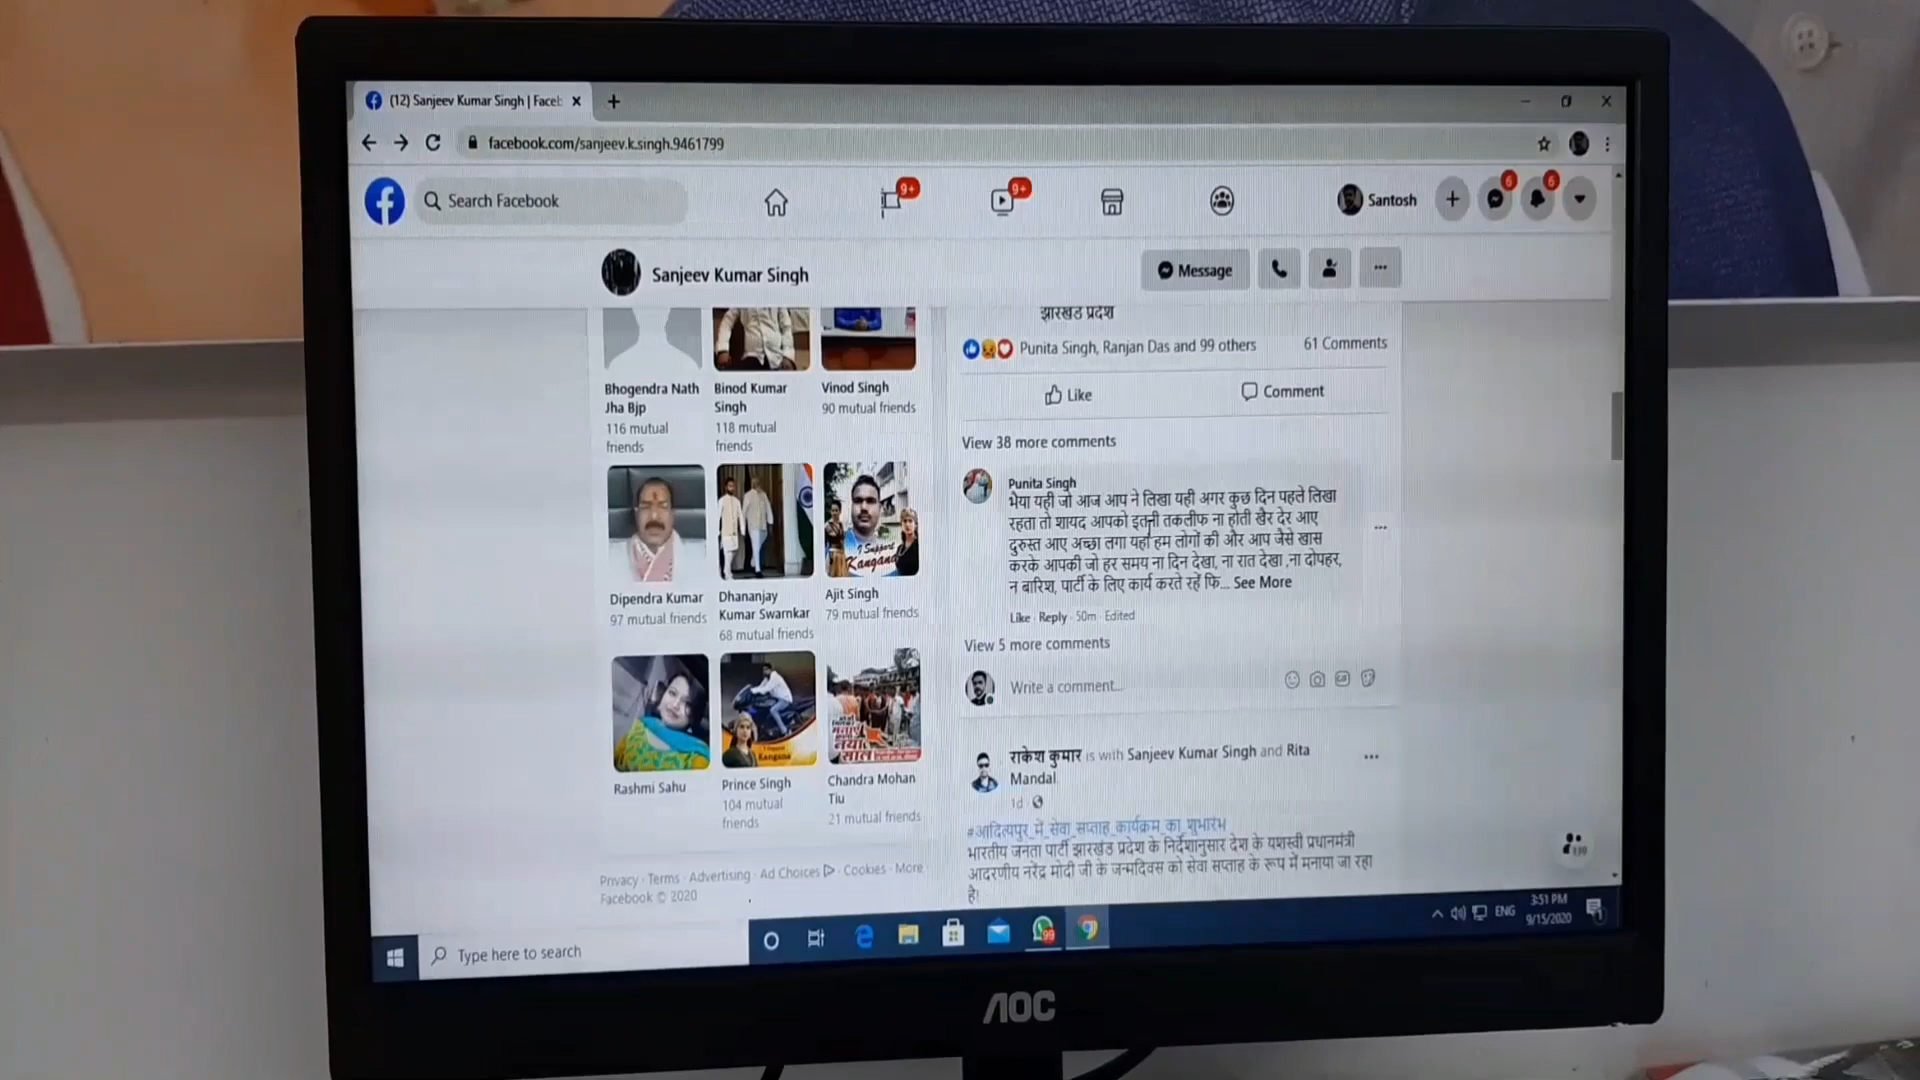 (12) Sanjeev Kumar Singh | Faceb
facebook.com/sanjeev.k.singh.9461799
Search Facebook
9+
9+
Santosh
6
6
Sanjeev Kumar Singh
Message
Bhogendra Nath
Jha Bjp
116 mutual
friends
Binod Kumar
Singh
118 mutual
friends
Vinod Singh
90 mutual friends
I Support
Kangana
Dipendra Kumar
97 mutual friends
Dhananjay
Kumar Swarnkar
68 mutual friends
Ajit Singh
79 mutual friends
Kangana
नया
साल
Rashmi Sahu
Prince Singh
104 mutual
friends
Chandra Mohan
Tiu
21 mutual friends
Privacy · Terms · Advertising · Ad Choices · Cookies · More ·
Facebook © 2020
झारखंड प्रदेश
Punita Singh, Ranjan Das and 99 others
61 Comments
Like
Comment
View 38 more comments
Punita Singh
भैया यही जो आज आप ने लिखा यही अगर कुछ दिन पहले लिखा
रहता तो शायद आपको इतनी तकलीफ ना होती खैर देर आए
दुरुस्त आए अच्छा लगा यहाँ हम लोगों की और आप जैसे खास
करके आपकी जो हर समय ना दिन देखा, ना रात देखा ,ना दोपहर,
न बारिश, पार्टी के लिए कार्य करते रहें फि... See More
Like · Reply · 50m · Edited
View 5 more comments
Write a comment...
GIF
राकेश कुमार is with Sanjeev Kumar Singh and Rita
Mandal.
1d
#आदित्यपुर_में_सेवा_सप्ताह_कार्यक्रम_का_शुभारंभ
भारतीय जनता पार्टी झारखंड प्रदेश के निर्देशानुसार देश के यशस्वी प्रधानमंत्री
आदरणीय नरेंद्र मोदी जी के जन्मदिवस को सेवा सप्ताह के रूप में मनाया जा रहा
है।
Type here to search
99
ENG
3:51 PM
9/15/2020
1
AOC